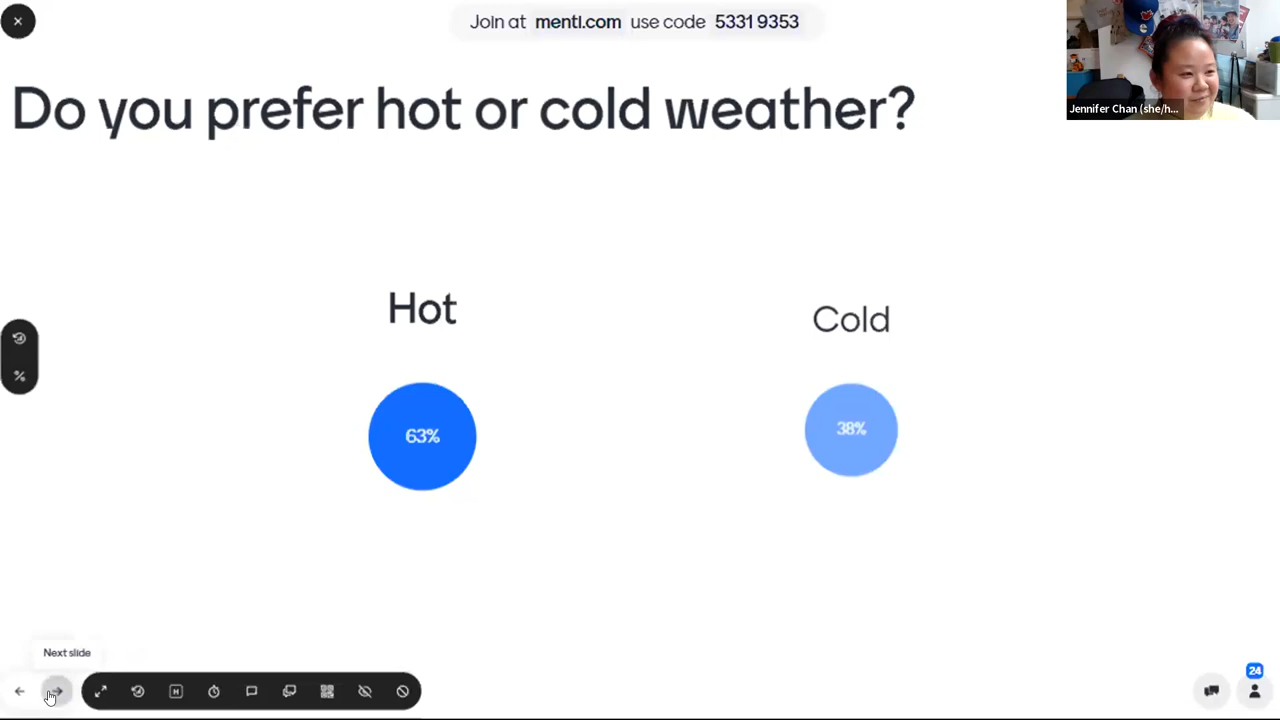 Join at menti.com use code 5331 9353
Do you prefer hot or cold weather?
Jennifer Chan (she/h...
Hot
Cold
63%
38%
Next slide
H
24